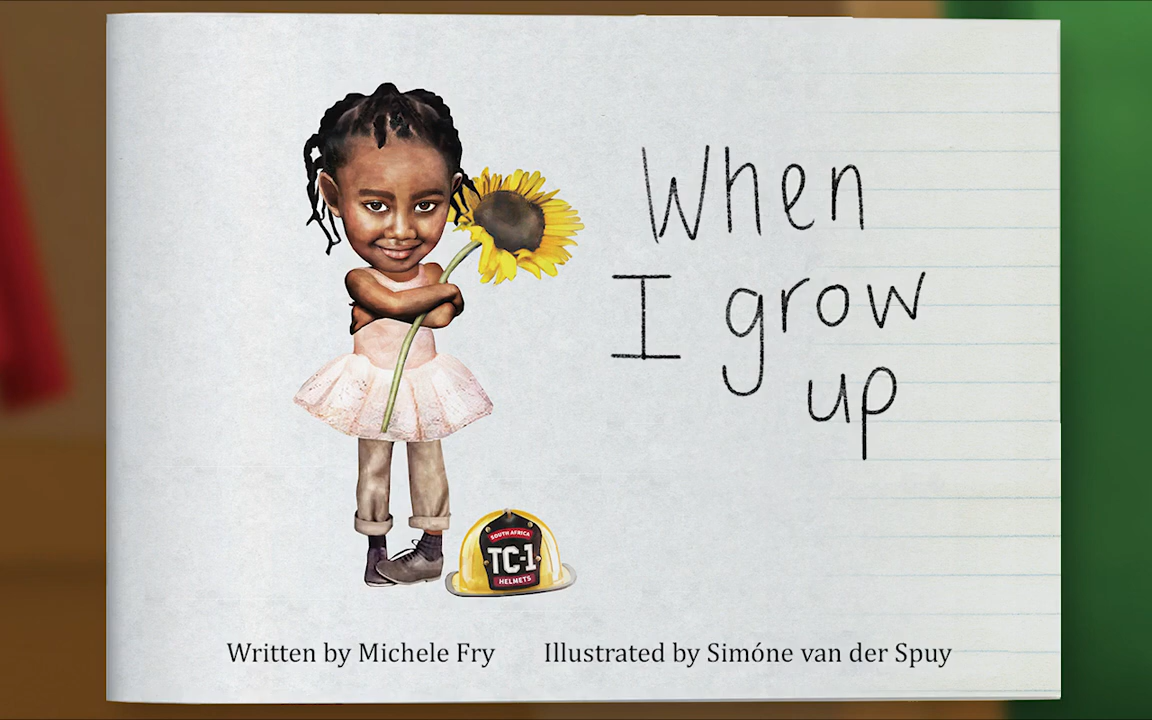 When
I grow
up
SOUTH AFRICA
TC-1
HELMETS
Written by Michele Fry
Illustrated by Simóne van der Spuy